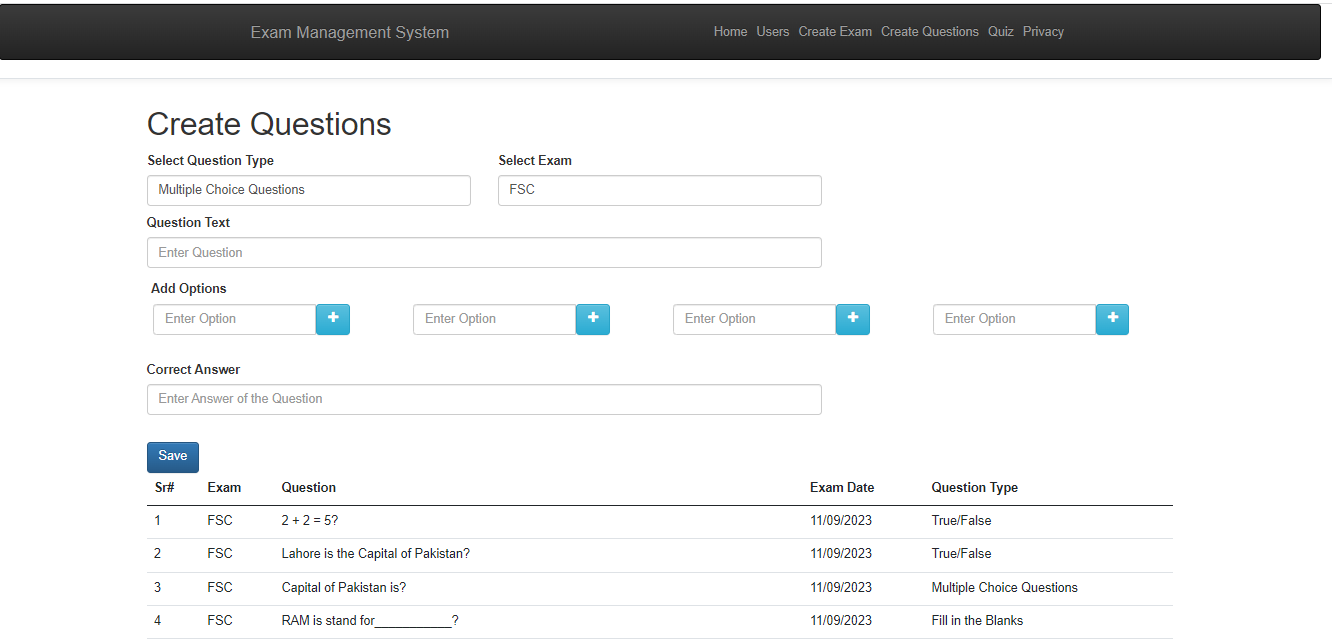 Exam Management System Home Users Create Exam Create Questions Quiz Privacy
Create Questions
Select Question Type Select Exam
Multiple Choice Questions FSC
Question Text
Enter Question
Add Options
Enter Option + Enter Option + Enter Option + Enter Option +
Correct Answer
Enter Answer of the Question
Save
Sr# Exam Question Exam Date Question Type
1 FSC 2 + 2 = 5? 11/09/2023 True/False
2 FSC Lahore is the Capital of Pakistan? 11/09/2023 True/False
3 FSC Capital of Pakistan is? 11/09/2023 Multiple Choice Questions
4 FSC RAM is stand for___________? 11/09/2023 Fill in the Blanks